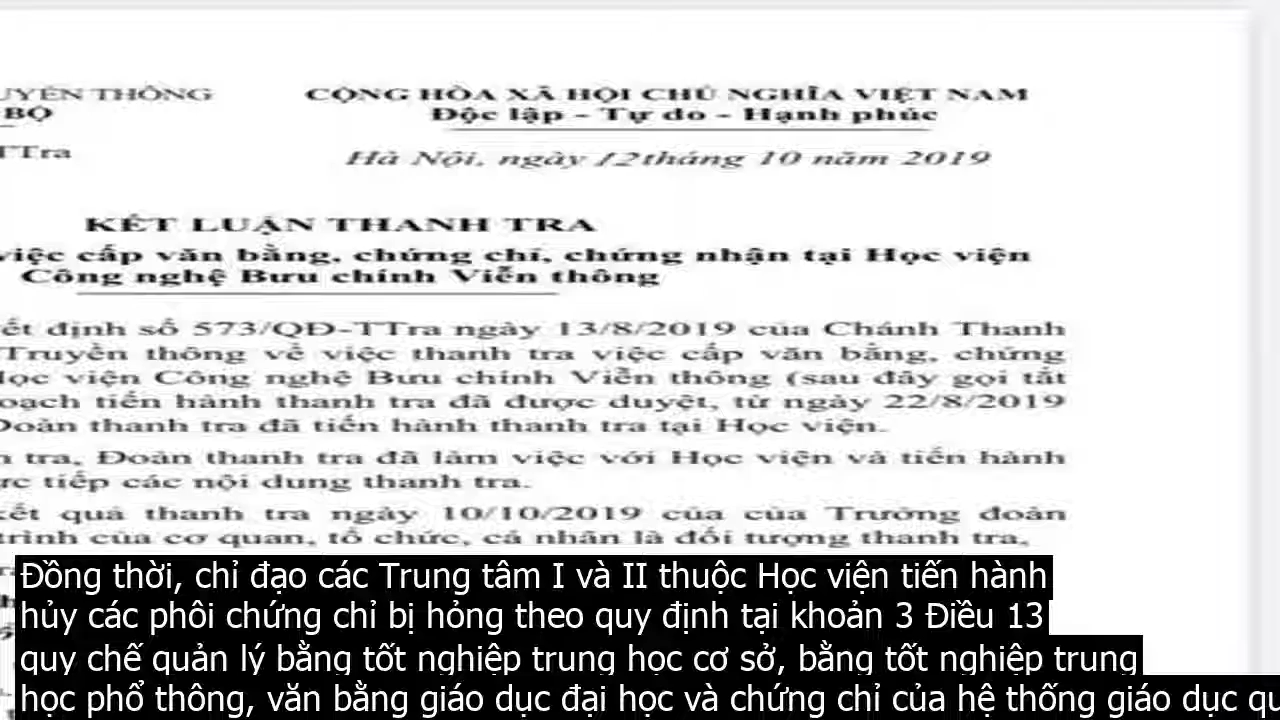 UYỀN THÔNG
CỘNG HÒA XÃ HỘI CHỦ NGHĨA VIỆT NAM
BỘ
Độc lập - Tự do - Hạnh phúc
TTra
Hà Nội, ngày 12 tháng 10 năm 2019
KẾT LUẬN THANH TRA
việc cấp văn bằng, chứng chỉ, chứng nhận tại Học viện
Công nghệ Bưu chính Viễn thông
ết định số 573/QĐ-TTra ngày 13/8/2019 của Chánh Thanh
Truyền thông về việc thanh tra việc cấp văn bằng, chứng
Học viện Công nghệ Bưu chính Viễn thông (sau đây gọi tắt
oạch tiến hành thanh tra đã được duyệt, từ ngày 22/8/2019
Đoàn thanh tra đã tiến hành thanh tra tại Học viện.
n tra, Đoàn thanh tra đã làm việc với Học viện và tiến hành
ực tiếp các nội dung thanh tra.
kết quả thanh tra ngày 10/10/2019 của của Trưởng đoàn
trình của cơ quan, tổ chức, cá nhân là đối tượng thanh tra,
Đồng thời, chỉ đạo các Trung tâm I và II thuộc Học viện tiến hành
hủy các phôi chứng chỉ bị hỏng theo quy định tại khoản 3 Điều 13
quy chế quản lý bằng tốt nghiệp trung học cơ sở, bằng tốt nghiệp trung
học phổ thông, văn bằng giáo dục đại học và chứng chỉ của hệ thống giáo dục qu